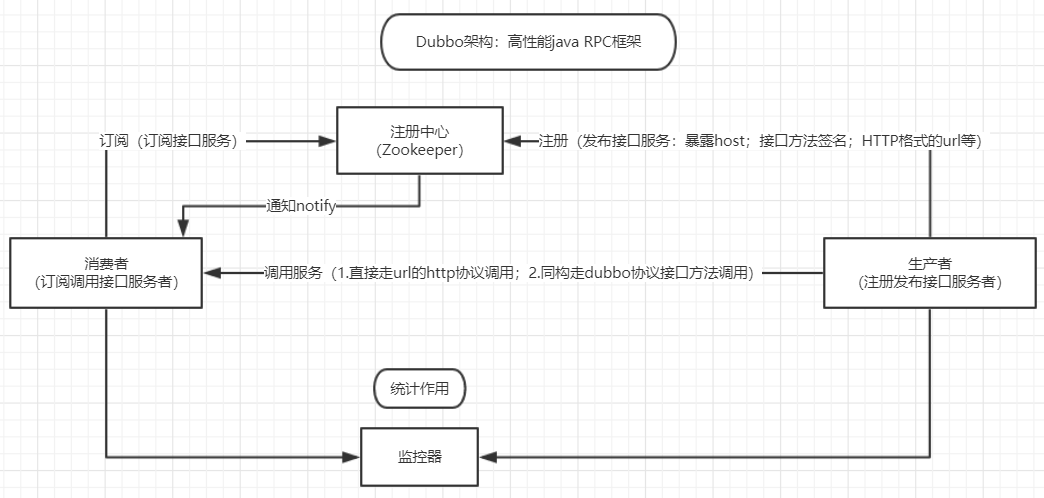 Dubbo架构：高性能java RPC框架
注册中心
（Zookeeper）
订阅（订阅接口服务）
注册（发布接口服务：暴露host；接口方法签名；HTTP格式的url等）
通知notify
消费者
（订阅调用接口服务者）
调用服务（1.直接走url的http协议调用；2.同构走dubbo协议接口方法调用）
生产者
（注册发布接口服务者）
统计作用
监控器